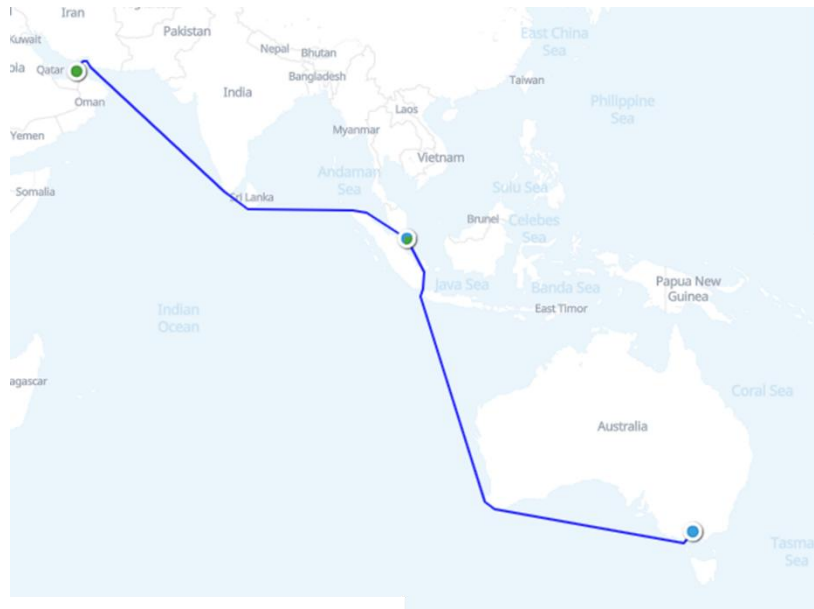 Iran
Pakistan
East China
Sea
Kuwait
Nepal
Bhutan
Qatar
Bangladesh
Taiwan
India
Oman
Laos
Philippine
Sea
Myanmar
Yemen
Vietnam
Andaman
Sea
Somalia
Sri Lanka
Sulu Sea
Brunei
Celebes
Sea
Java Sea
Banda Sea
Papua New
Guinea
Indian
Ocean
East Timor
agascar
Coral Sea
Australia
Tasma
Sea